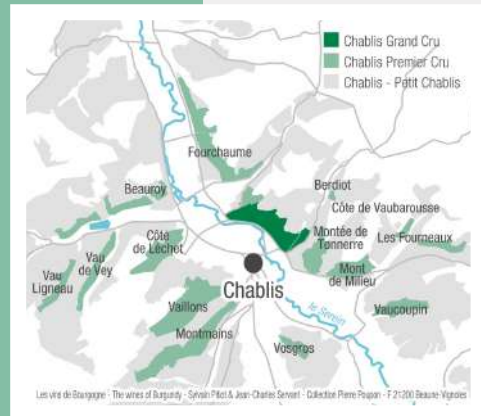 Chablis Grand Cru
Chablis Premier Cru
Chablis - Petit Chablis
Fourchaume
Beauroy
Berdiot
Côte de Vaubarousse
Côte
de Léchet
Montée de
Tonnerre
Les Fourneaux
Vau
de Vey
Vau
Ligneau
Mont
de Milieu
Chablis
Vaillons
le Serein
Vaucoupin
Montmains
Vosgros
Les vins de Bourgogne - The wines of Burgundy - Sylvain Pitiot & Jean-Charles Servant - Collection Pierre Poupon - F 21200 Beaune-Vignoles